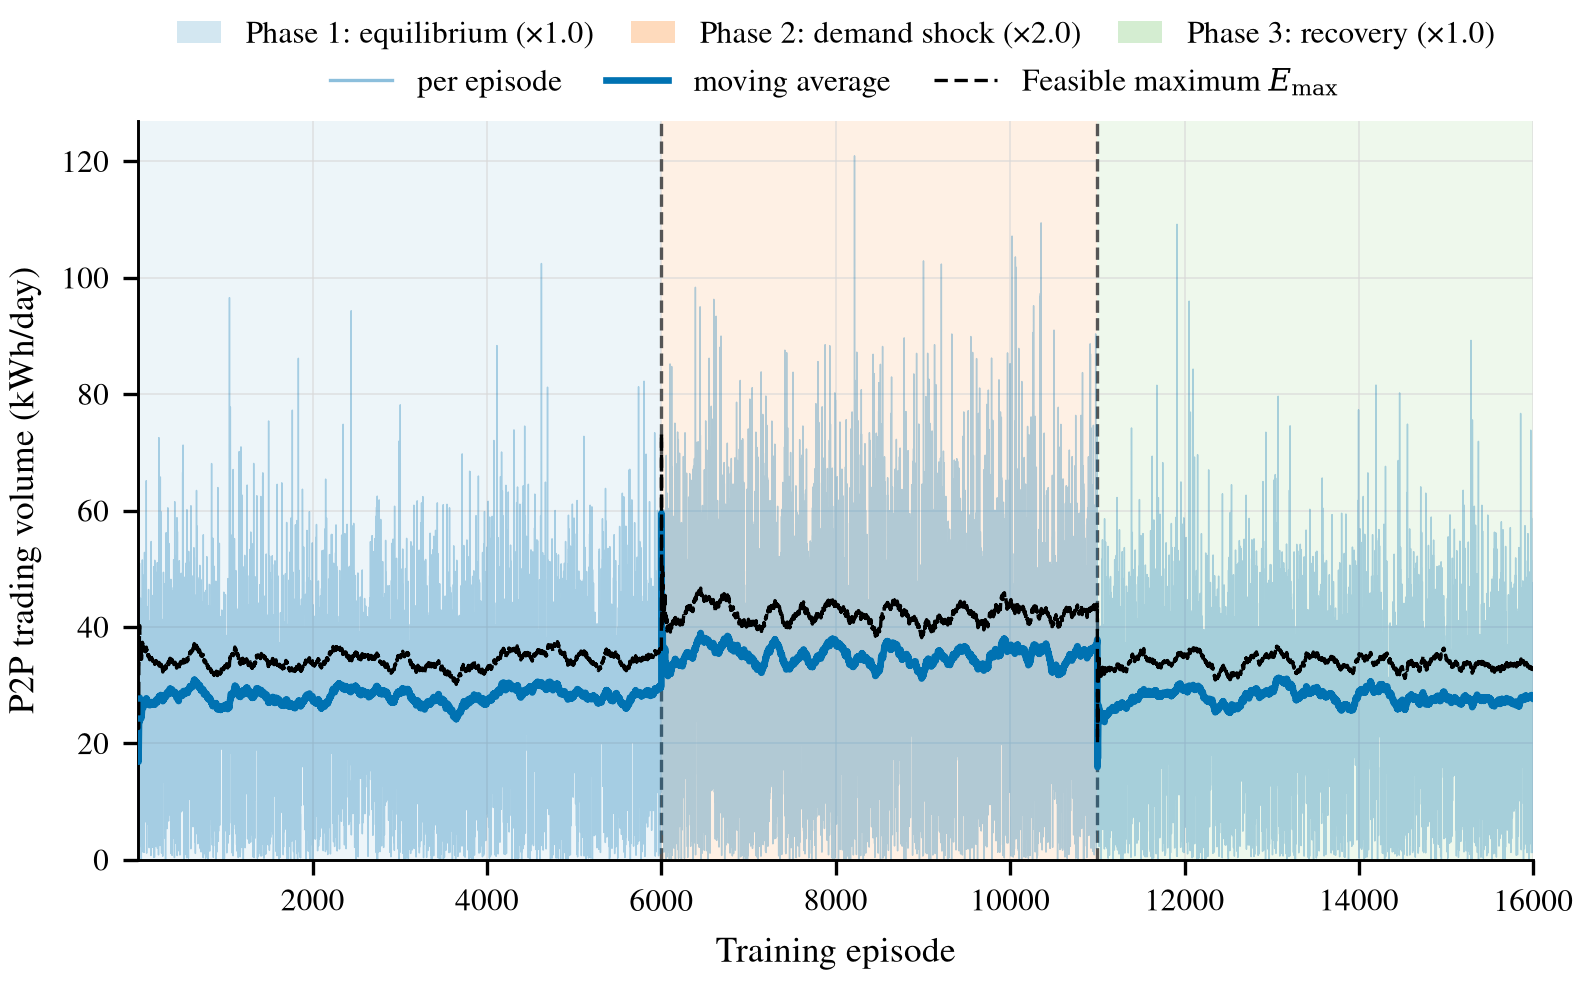 Phase 1: equilibrium (×1.0) Phase 2: demand shock (×2.0) Phase 3: recovery (×1.0)
per episode moving average Feasible maximum E_max
120
100
80
60
40
20
0
P2P trading volume (kWh/day)
2000 4000 6000 8000 10000 12000 14000 16000
Training episode